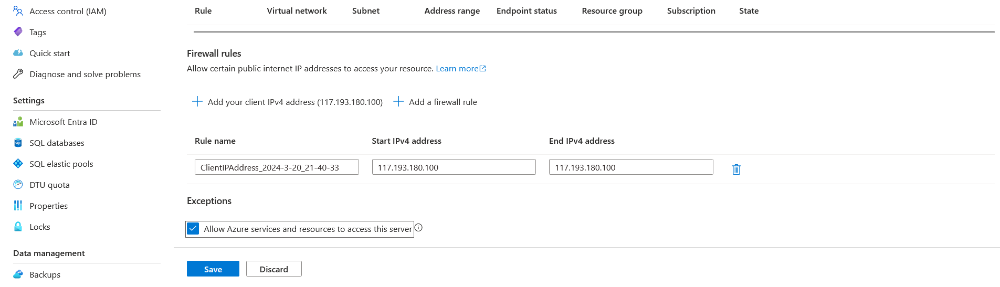 Access control (IAM)
Tags
Quick start
Diagnose and solve problems
Settings
Microsoft Entra ID
SQL databases
SQL elastic pools
DTU quota
Properties
Locks
Data management
Backups
Rule Virtual network Subnet Address range Endpoint status Resource group Subscription State
Firewall rules
Allow certain public internet IP addresses to access your resource. Learn more
Add your client IPv4 address (117.193.180.100) Add a firewall rule
Rule name Start IPv4 address End IPv4 address
ClientIPAddress_2024-3-20_21-40-33 117.193.180.100 117.193.180.100
Exceptions
Allow Azure services and resources to access this server
Save Discard